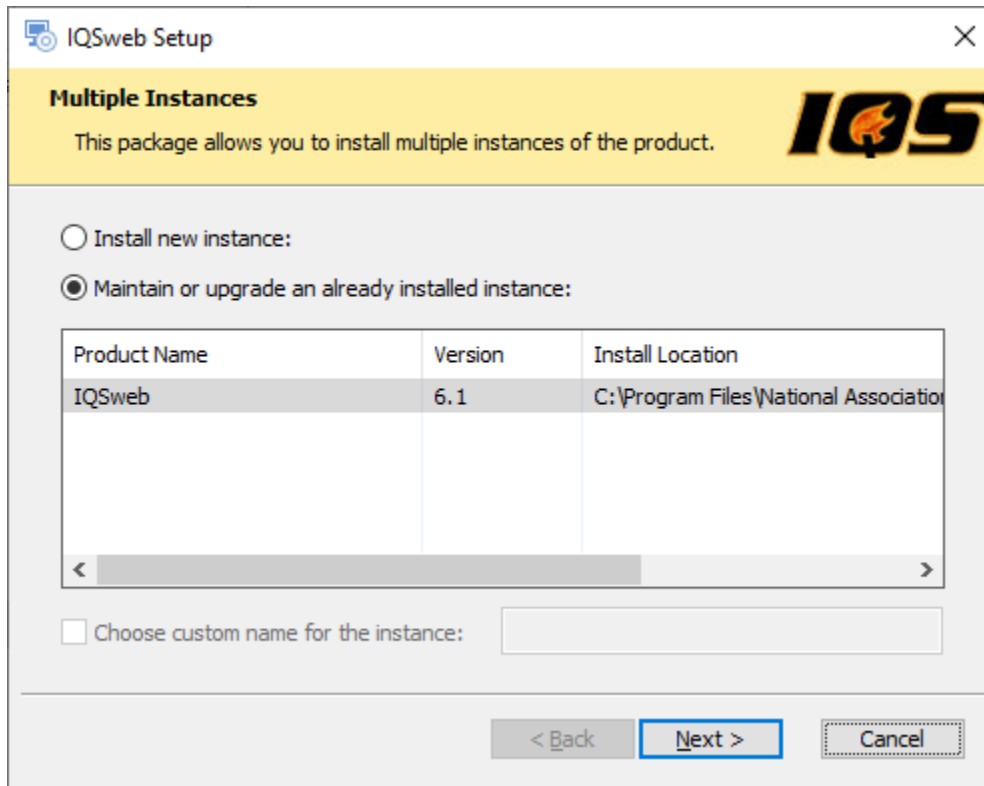 IQSweb Setup
Multiple Instances
This package allows you to install multiple instances of the product.
IQS
Install new instance:
Maintain or upgrade an already installed instance:
Product Name Version Install Location
IQSweb 6.1 C:\Program Files\National Association
Choose custom name for the instance:
< Back Next > Cancel